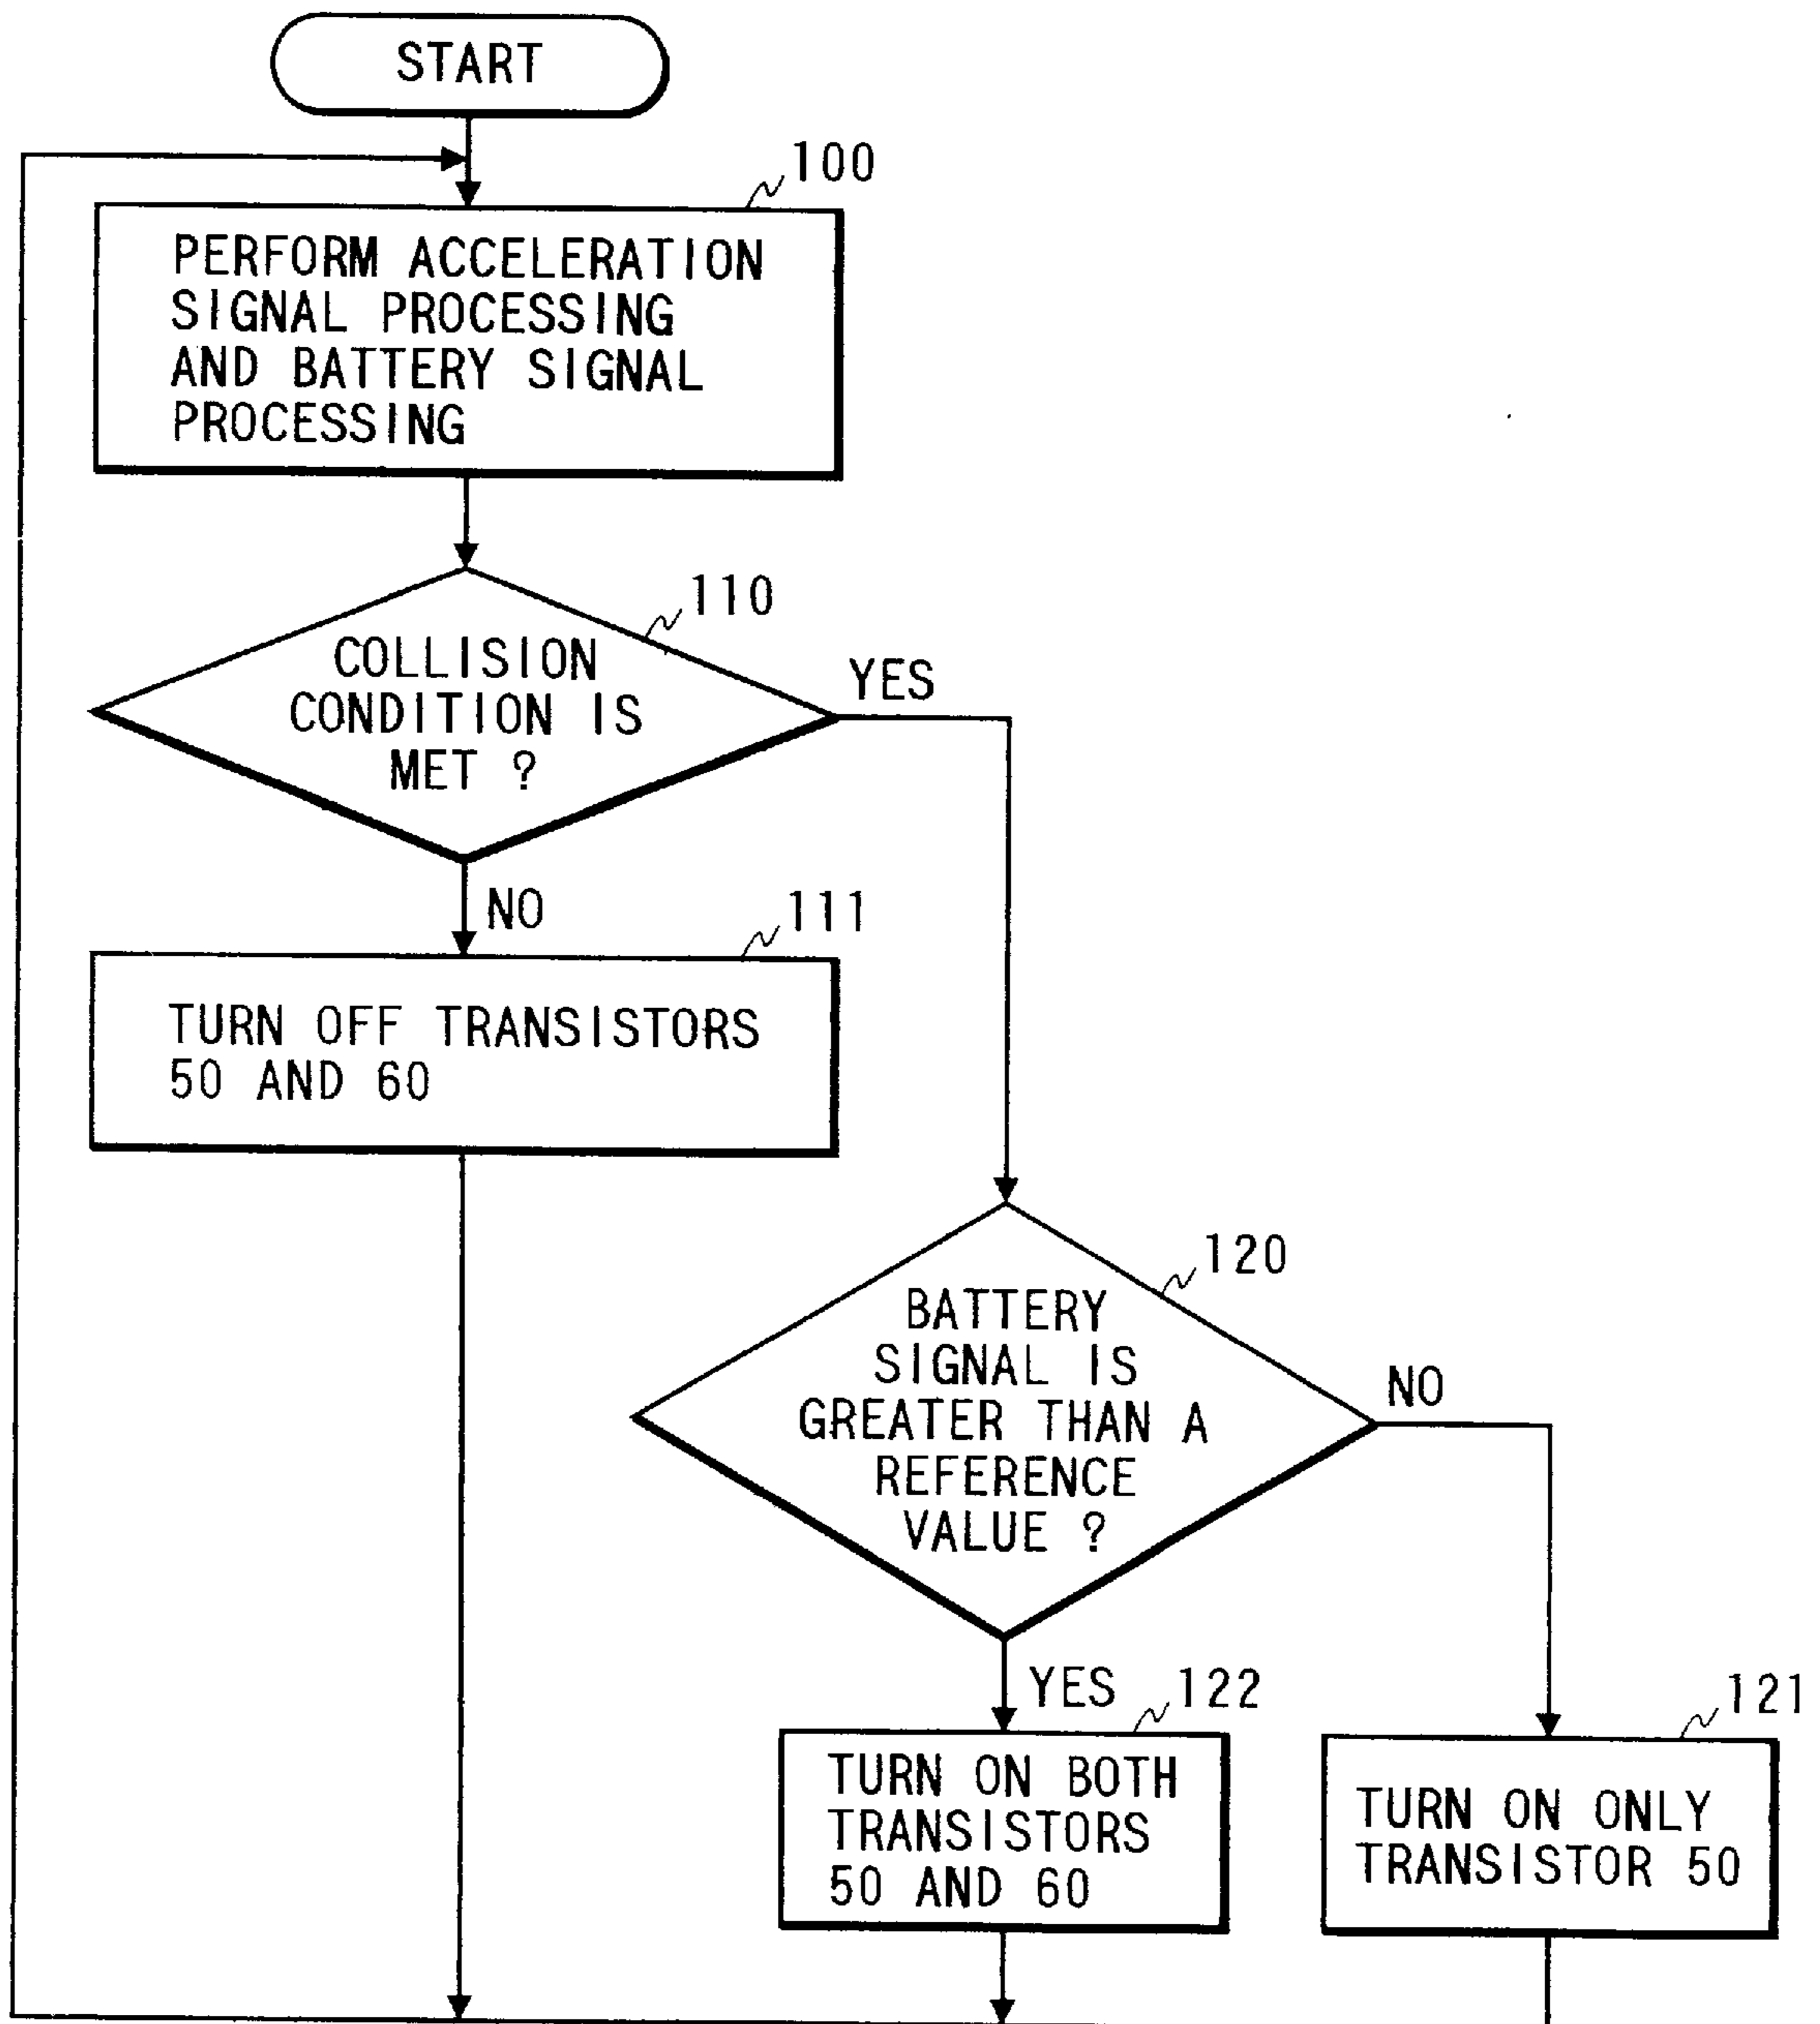 START
100
PERFORM ACCELERATION
SIGNAL PROCESSING
AND BATTERY SIGNAL
PROCESSING
110
COLLISION
CONDITION IS
MET ?
YES
NO
111
TURN OFF TRANSISTORS
50 AND 60
120
BATTERY
SIGNAL IS
GREATER THAN A
REFERENCE
VALUE ?
NO
YES
122
TURN ON BOTH
TRANSISTORS
50 AND 60
121
TURN ON ONLY
TRANSISTOR 50